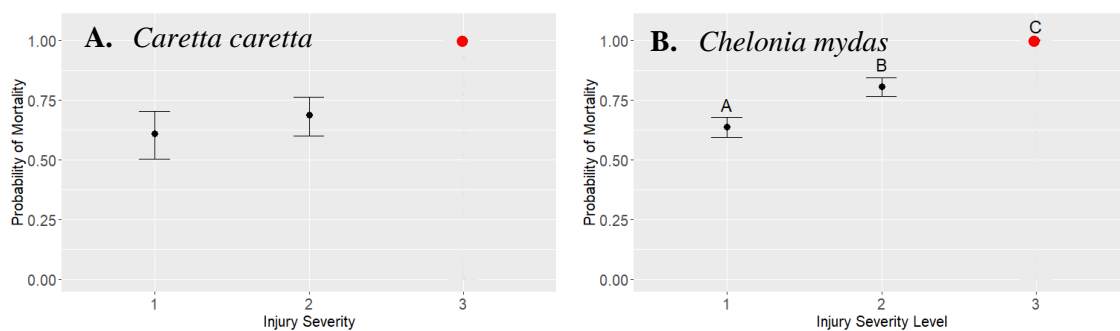 A. Caretta caretta
1.00
0.75
0.50
0.25
0.00
Probability of Mortality
1
2
3
Injury Severity
B. Chelonia mydas
1.00
0.75
0.50
0.25
0.00
Probability of Mortality
A
B
C
1
2
3
Injury Severity Level